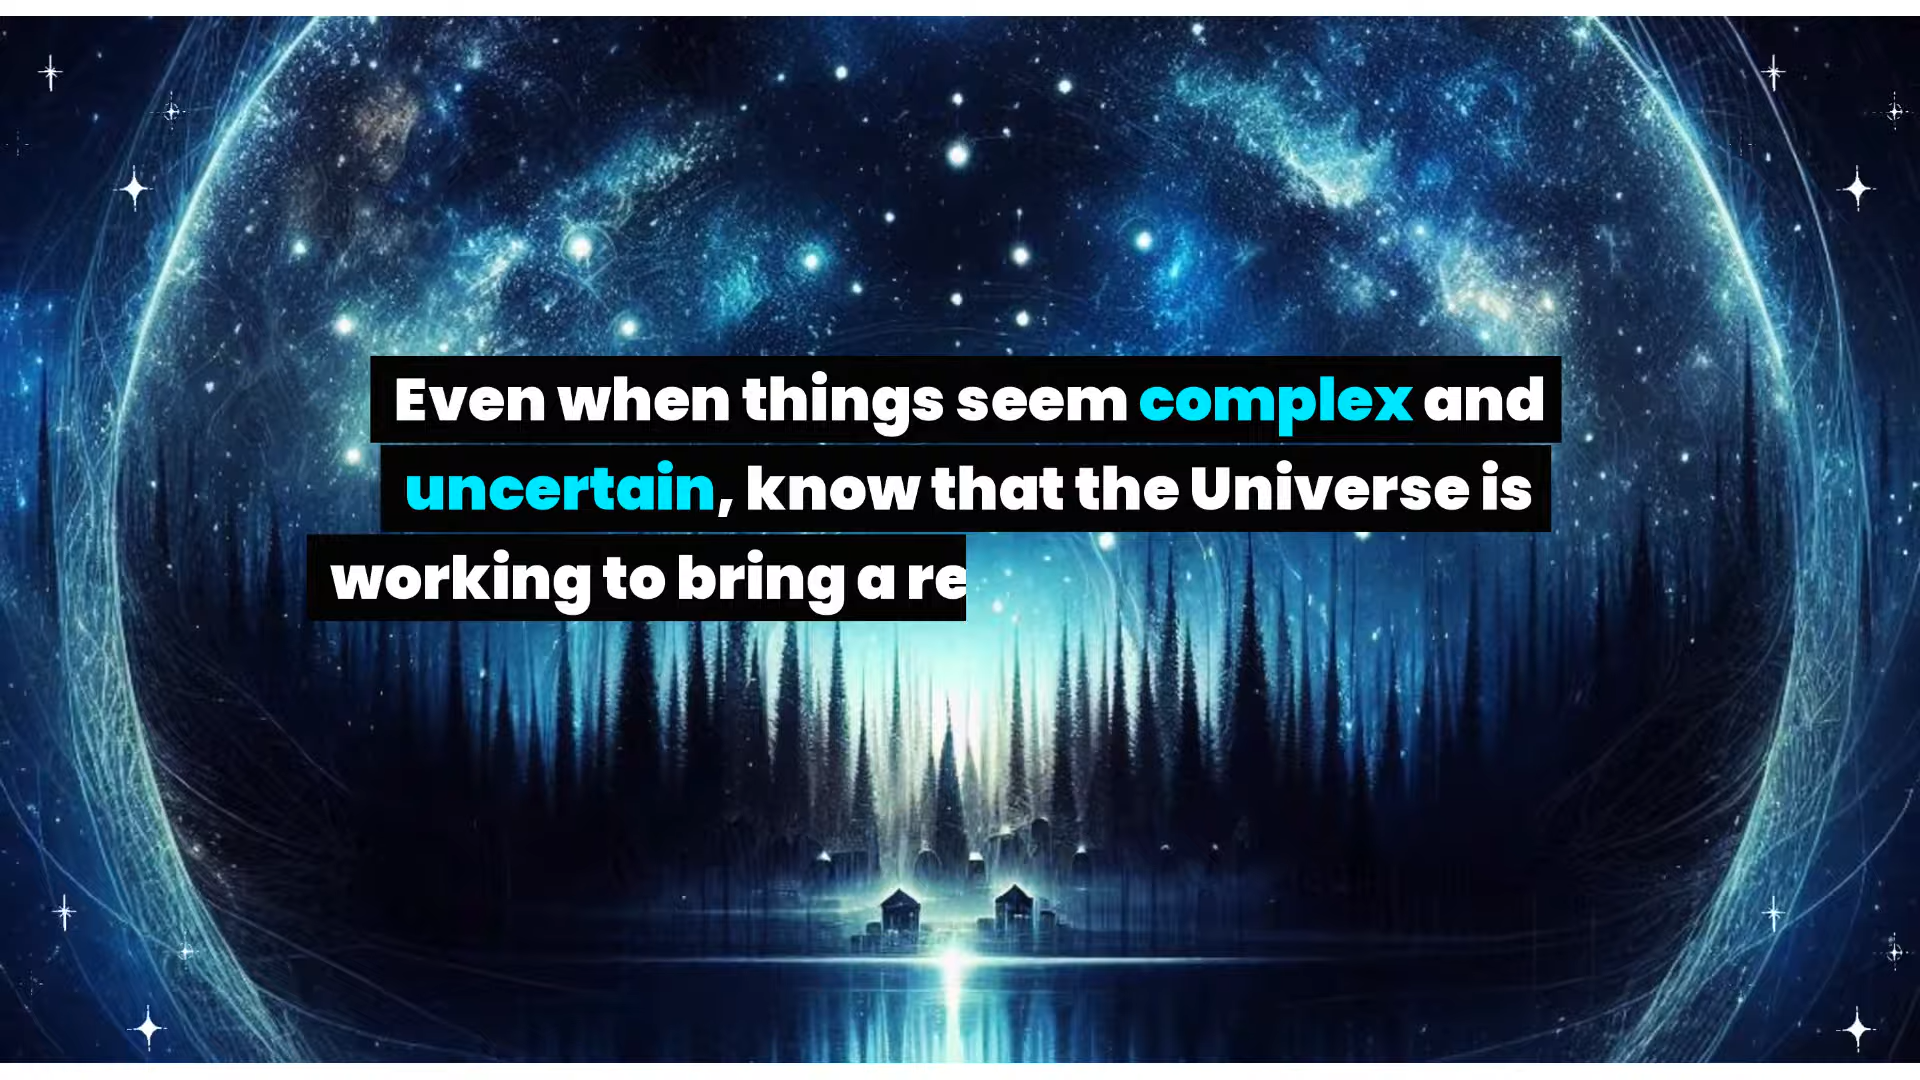 Even when things seem complex and
uncertain, know that the Universe is
working to bring a re